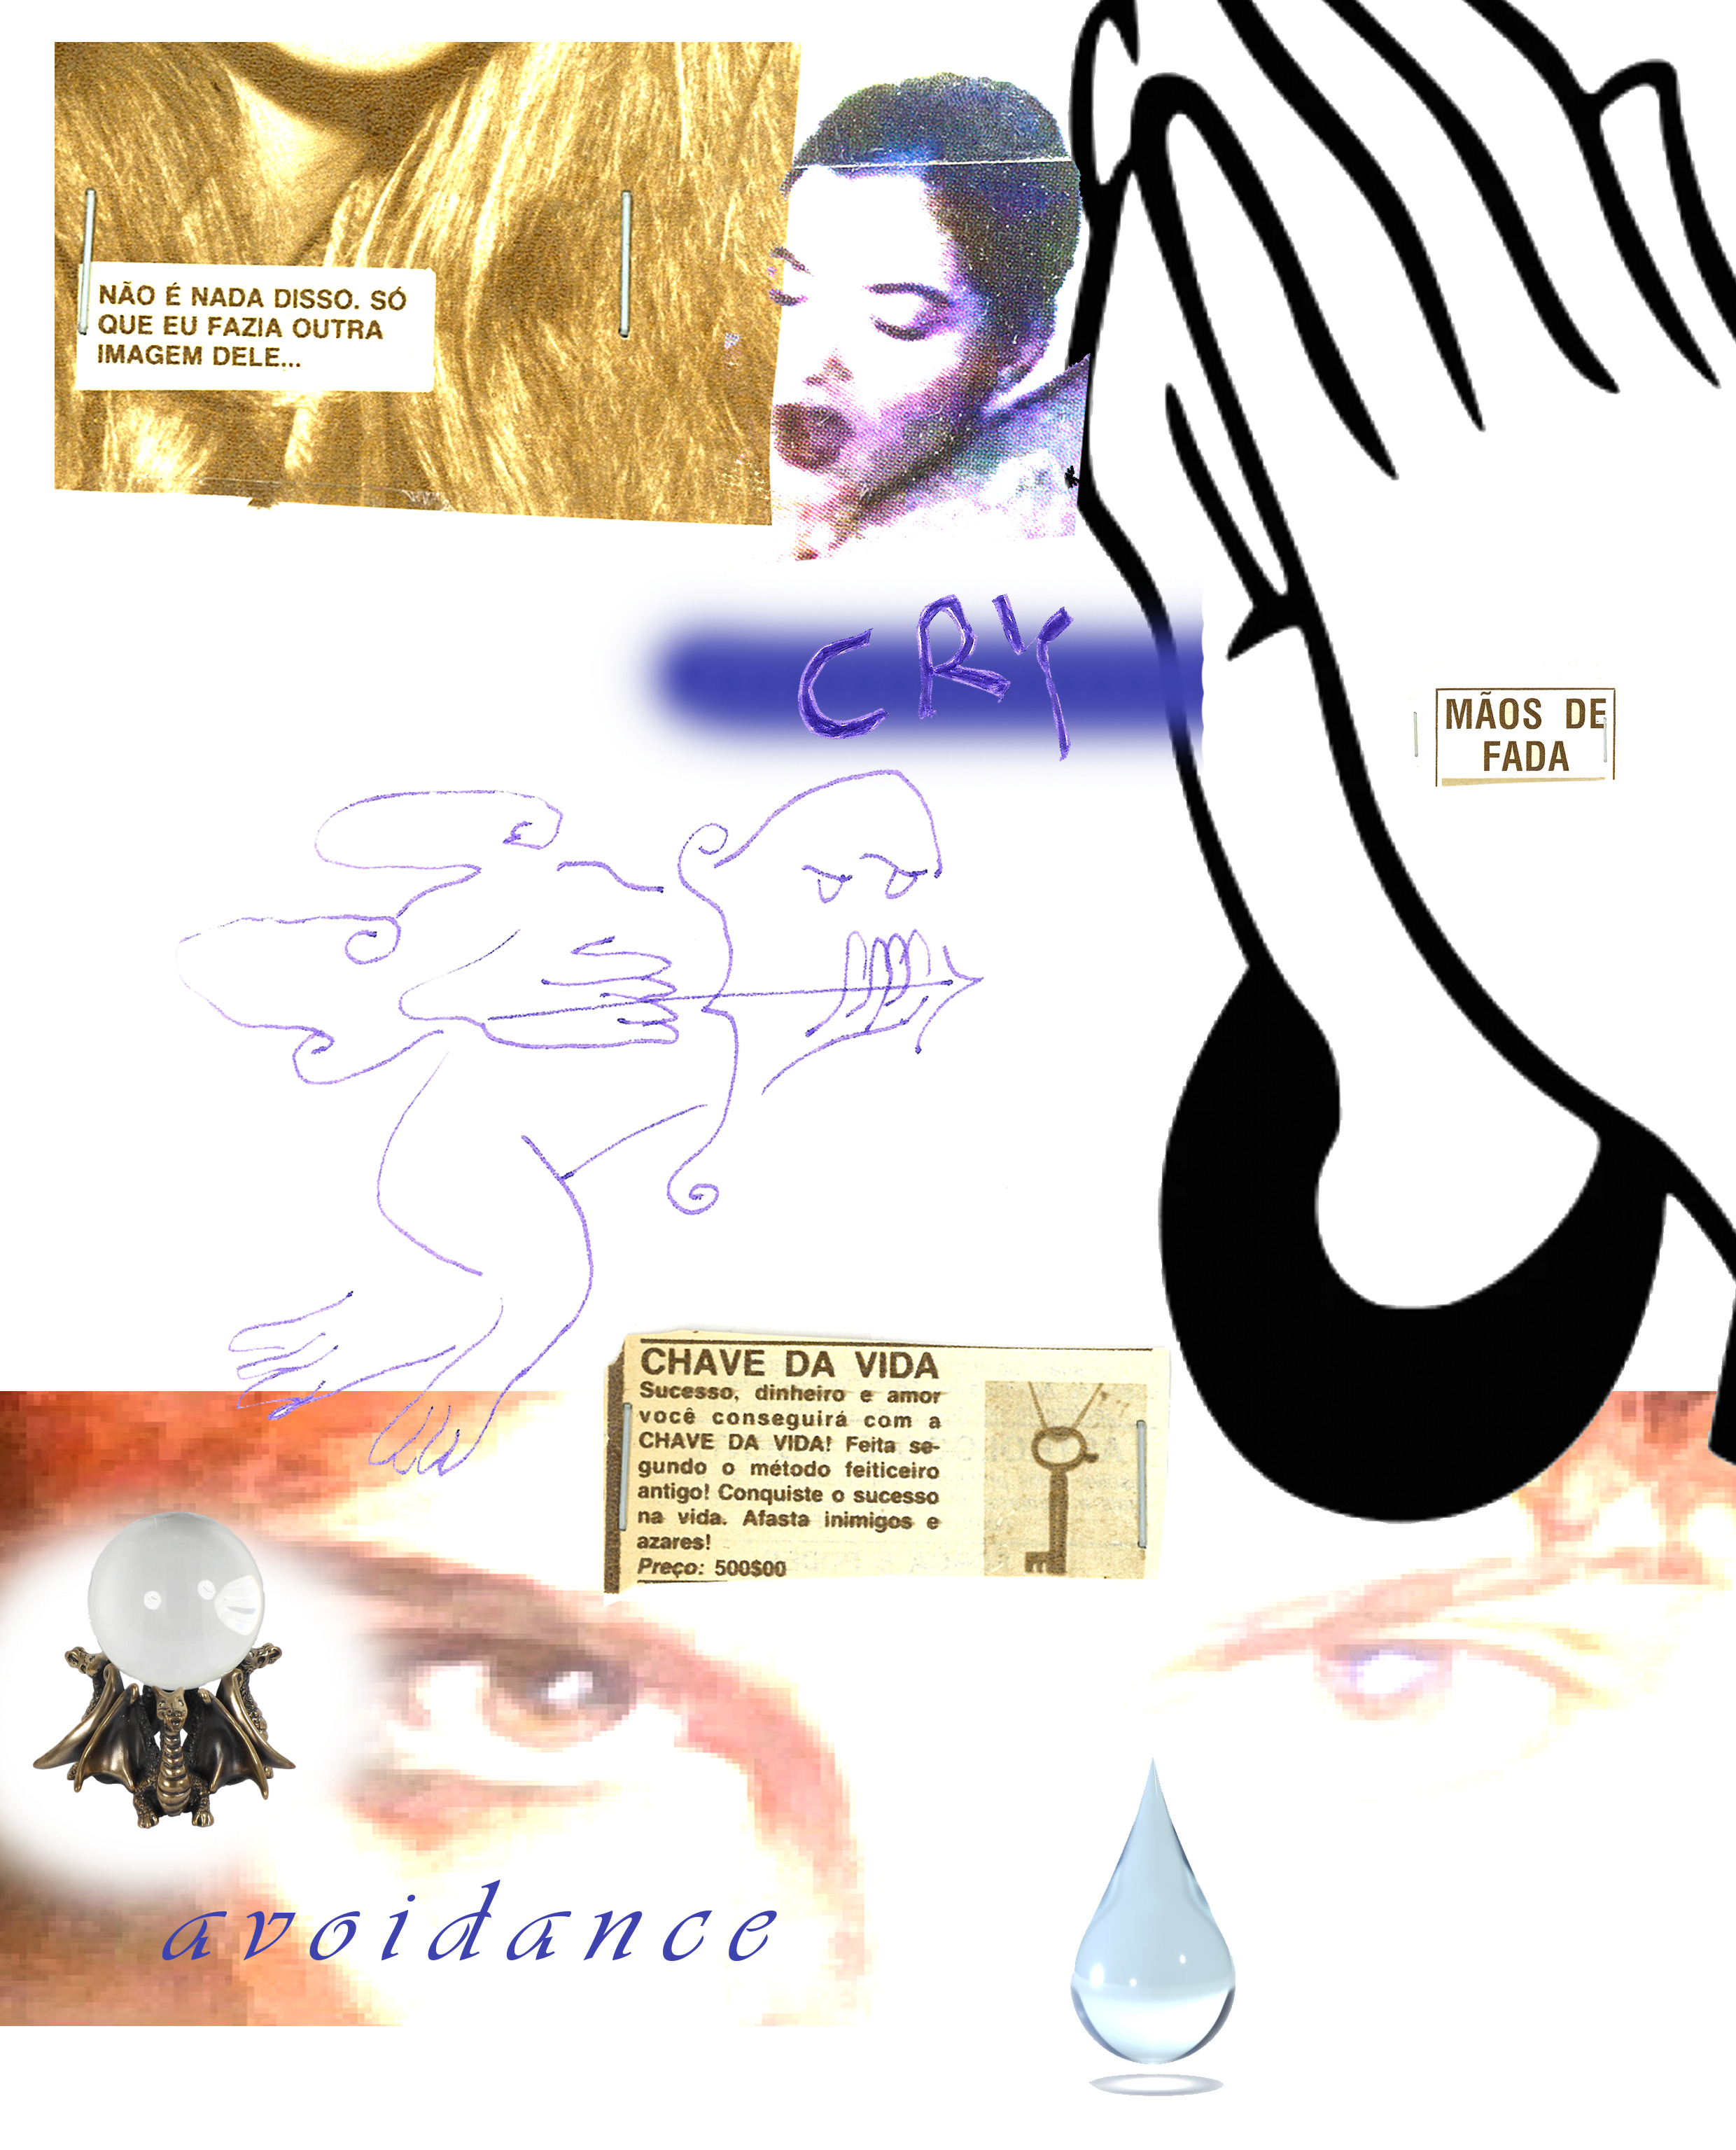 NÃO É NADA DISSO. SÓ
QUE EU FAZIA OUTRA
IMAGEM DELE...
CRY
MÃOS DE
FADA
CHAVE DA VIDA
Sucesso, dinheiro e amor
você conseguirá com a
CHAVE DA VIDA! Feita se-
gundo o método feiticeiro
antigo! Conquiste o sucesso
na vida. Afasta inimigos e
azares!
Preço: 500$00
avoidance